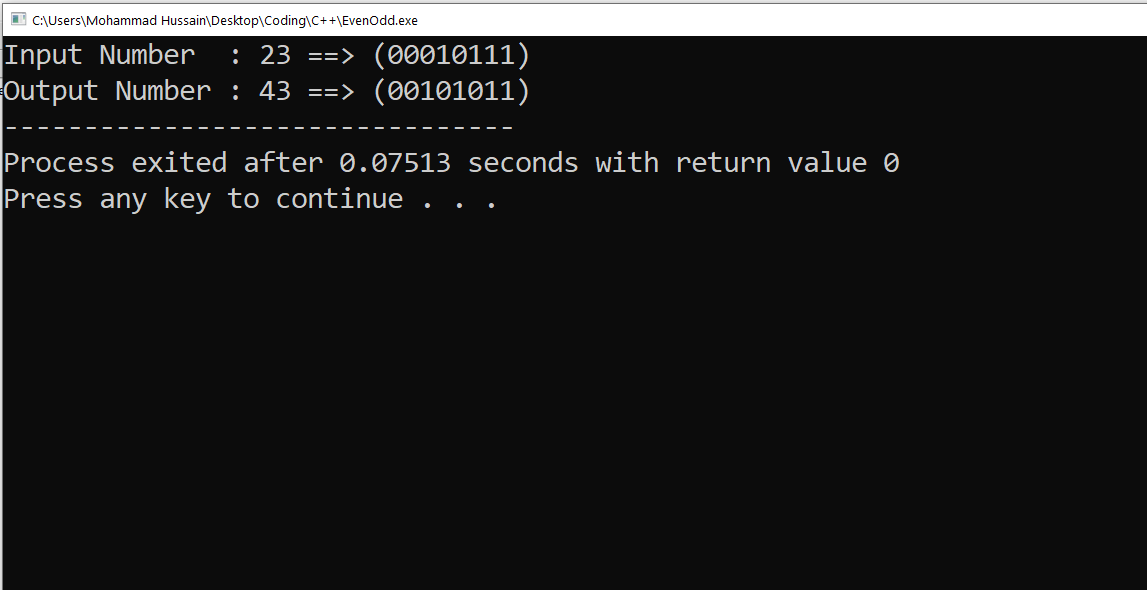 C:\Users\Mohammad Hussain\Desktop\Coding\C++\EvenOdd.exe
Input Number  : 23 ==> (00010111)
Output Number : 43 ==> (00101011)
--------------------------------
Process exited after 0.07513 seconds with return value 0
Press any key to continue . . .